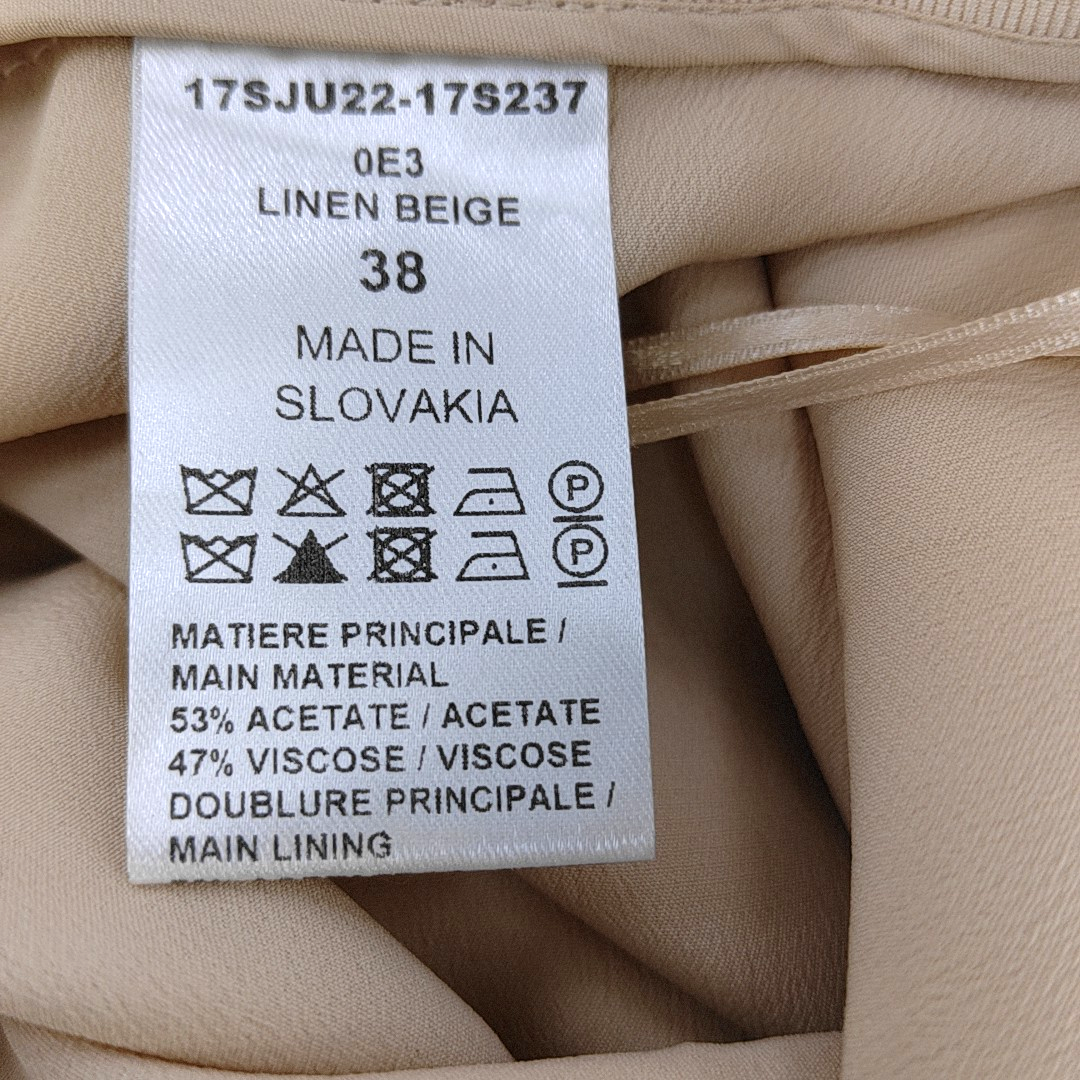 17SJU22-17S237
0E3
LINEN BEIGE
38
MADE IN
SLOVAKIA
P
P
MATIERE PRINCIPALE /
MAIN MATERIAL
53% ACETATE / ACETATE
47% VISCOSE / VISCOSE
DOUBLURE PRINCIPALE /
MAIN LINING